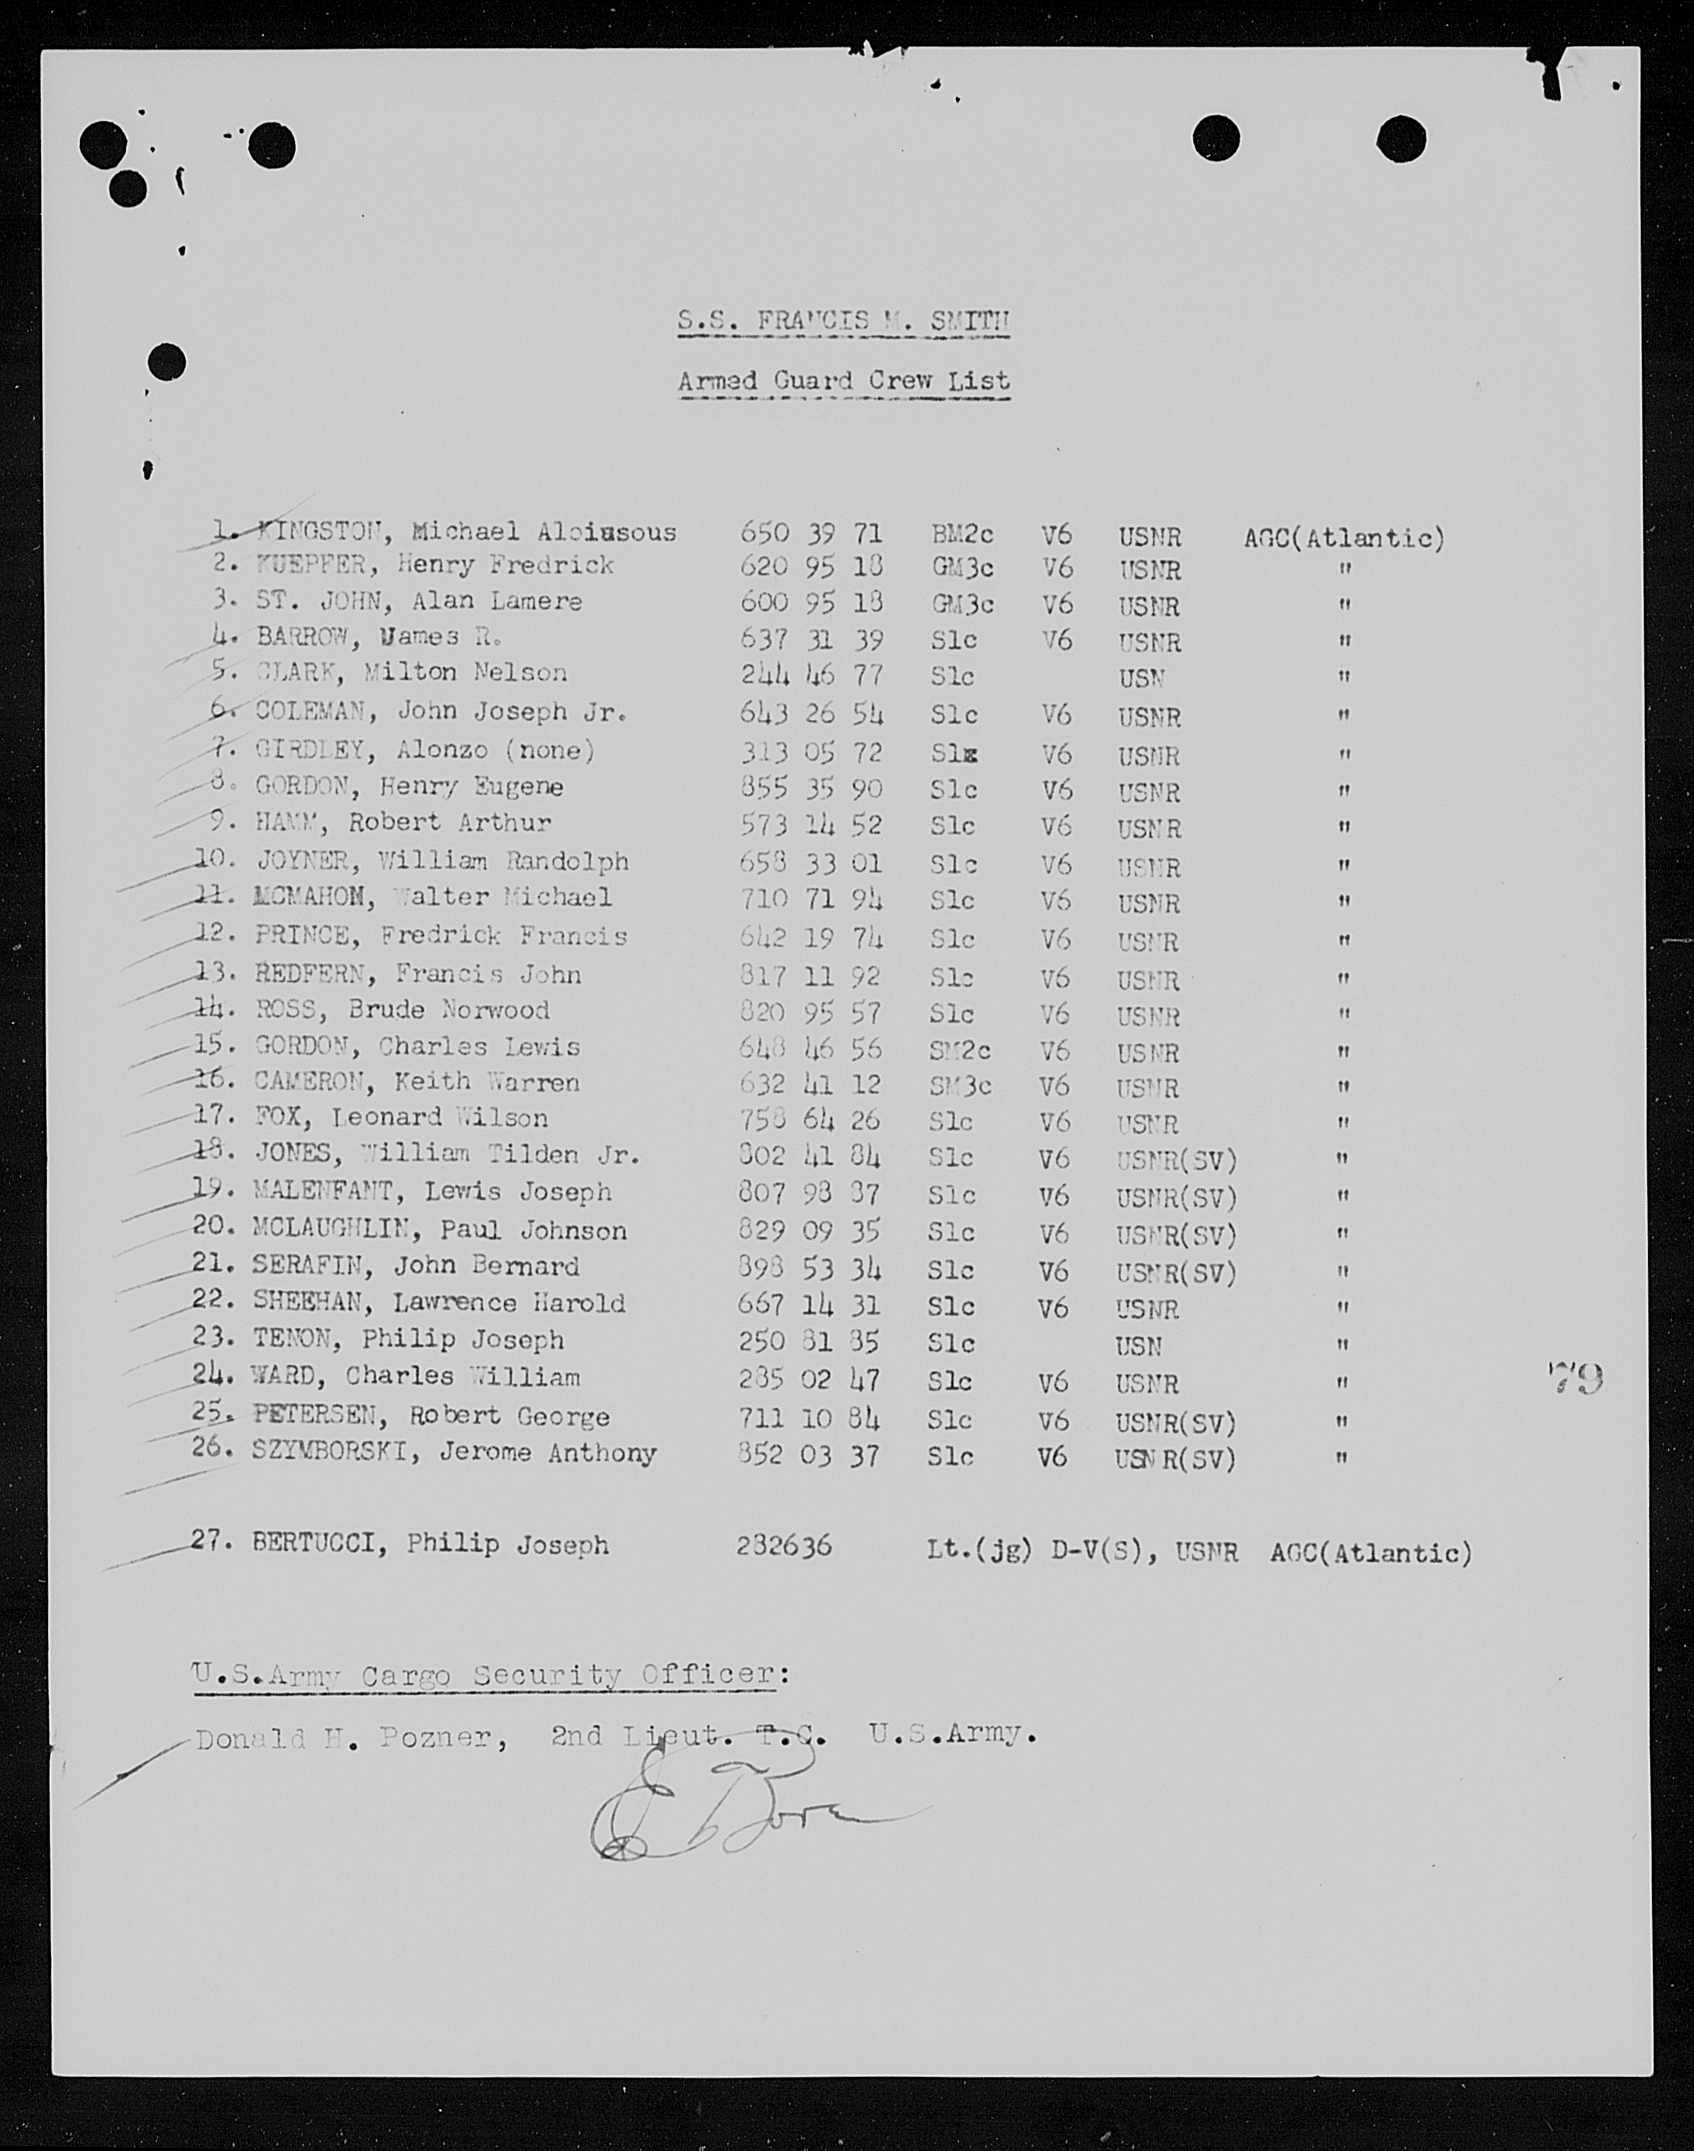 S.S. FRANCIS M. SMITH
Armed Guard Crew List
1. KINGSTON, Michael Aloiusous 650 39 71 BM2c V6 USNR AGC(Atlantic)
2. KUEPFER, Henry Fredrick 620 95 18 GM3c V6 USNR "
3. ST. JOHN, Alan Lamere 600 95 18 GM3c V6 USNR "
4. BARROW, James R. 637 31 39 S1c V6 USNR "
5. CLARK, Milton Nelson 244 46 77 S1c USN "
6. COLEMAN, John Joseph Jr. 643 26 54 S1c V6 USNR "
7. GIRDLEY, Alonzo (none) 313 05 72 S1c V6 USNR "
8. GORDON, Henry Eugene 855 35 90 S1c V6 USNR "
9. HAMM, Robert Arthur 573 14 52 S1c V6 USNR "
10. JOYNER, William Randolph 658 33 01 S1c V6 USNR "
11. MCMAHON, Walter Michael 710 71 94 S1c V6 USNR "
12. PRINCE, Fredrick Francis 642 19 74 S1c V6 USNR "
13. REDFERN, Francis John 817 11 92 S1c V6 USNR "
14. ROSS, Brude Norwood 820 95 57 S1c V6 USNR "
15. GORDON, Charles Lewis 648 46 56 SM2c V6 USNR "
16. CAMERON, Keith Warren 632 41 12 SM3c V6 USNR "
17. FOX, Leonard Wilson 758 64 26 S1c V6 USNR "
18. JONES, William Tilden Jr. 802 41 84 S1c V6 USNR(SV) "
19. MALENFANT, Lewis Joseph 807 98 87 S1c V6 USNR(SV) "
20. MCLAUGHLIN, Paul Johnson 829 09 35 S1c V6 USNR(SV) "
21. SERAFIN, John Bernard 898 53 34 S1c V6 USNR(SV) "
22. SHEEHAN, Lawrence Harold 667 14 31 S1c V6 USNR "
23. TENON, Philip Joseph 250 81 85 S1c USN "
24. WARD, Charles William 285 02 47 S1c V6 USNR "
79
25. PETERSEN, Robert George 711 10 84 S1c V6 USNR(SV) "
26. SZYMBORSKI, Jerome Anthony 852 03 37 S1c V6 USNR(SV) "
27. BERTUCCI, Philip Joseph 282636 Lt.(jg) D-V(S), USNR AGC(Atlantic)
U.S.Army Cargo Security Officer:
Donald H. Pozner, 2nd Lieut. T.C. U.S.Army.